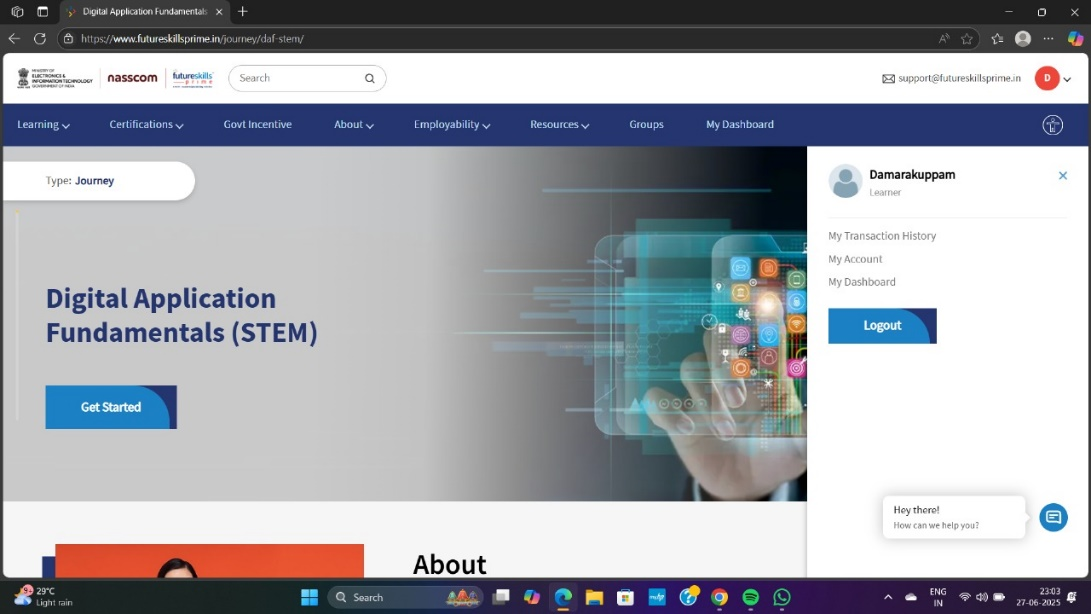 Digital Application Fundamentals
https://www.futureskillsprime.in/journey/daf-stem/
MINISTRY OF
ELECTRONICS &
INFORMATION TECHNOLOGY
GOVERNMENT OF INDIA
nasscom
futureskills
prime
Search
support@futureskillsprime.in
D
Learning
Certifications
Govt Incentive
About
Employability
Resources
Groups
My Dashboard
Type: Journey
Digital Application
Fundamentals (STEM)
Get Started
Damarakuppam
Learner
My Transaction History
My Account
My Dashboard
Logout
Hey there!
How can we help you?
About
29°C
Light rain
Search
ENG
IN
23:03
27-06-2025